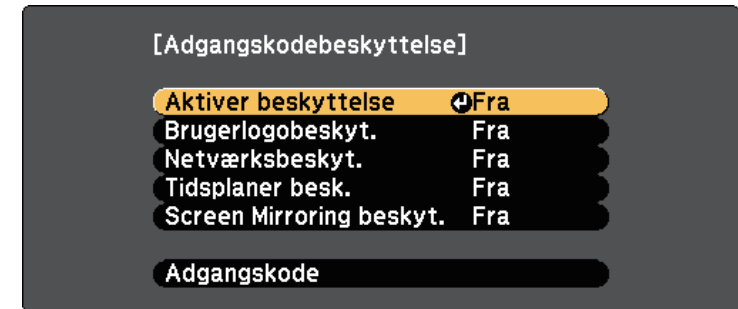 [Adgangskodebeskyttelse]
Aktiver beskyttelse Fra
Brugerlogobeskyt. Fra
Netværksbeskyt. Fra
Tidsplaner besk. Fra
Screen Mirroring beskyt. Fra
Adgangskode